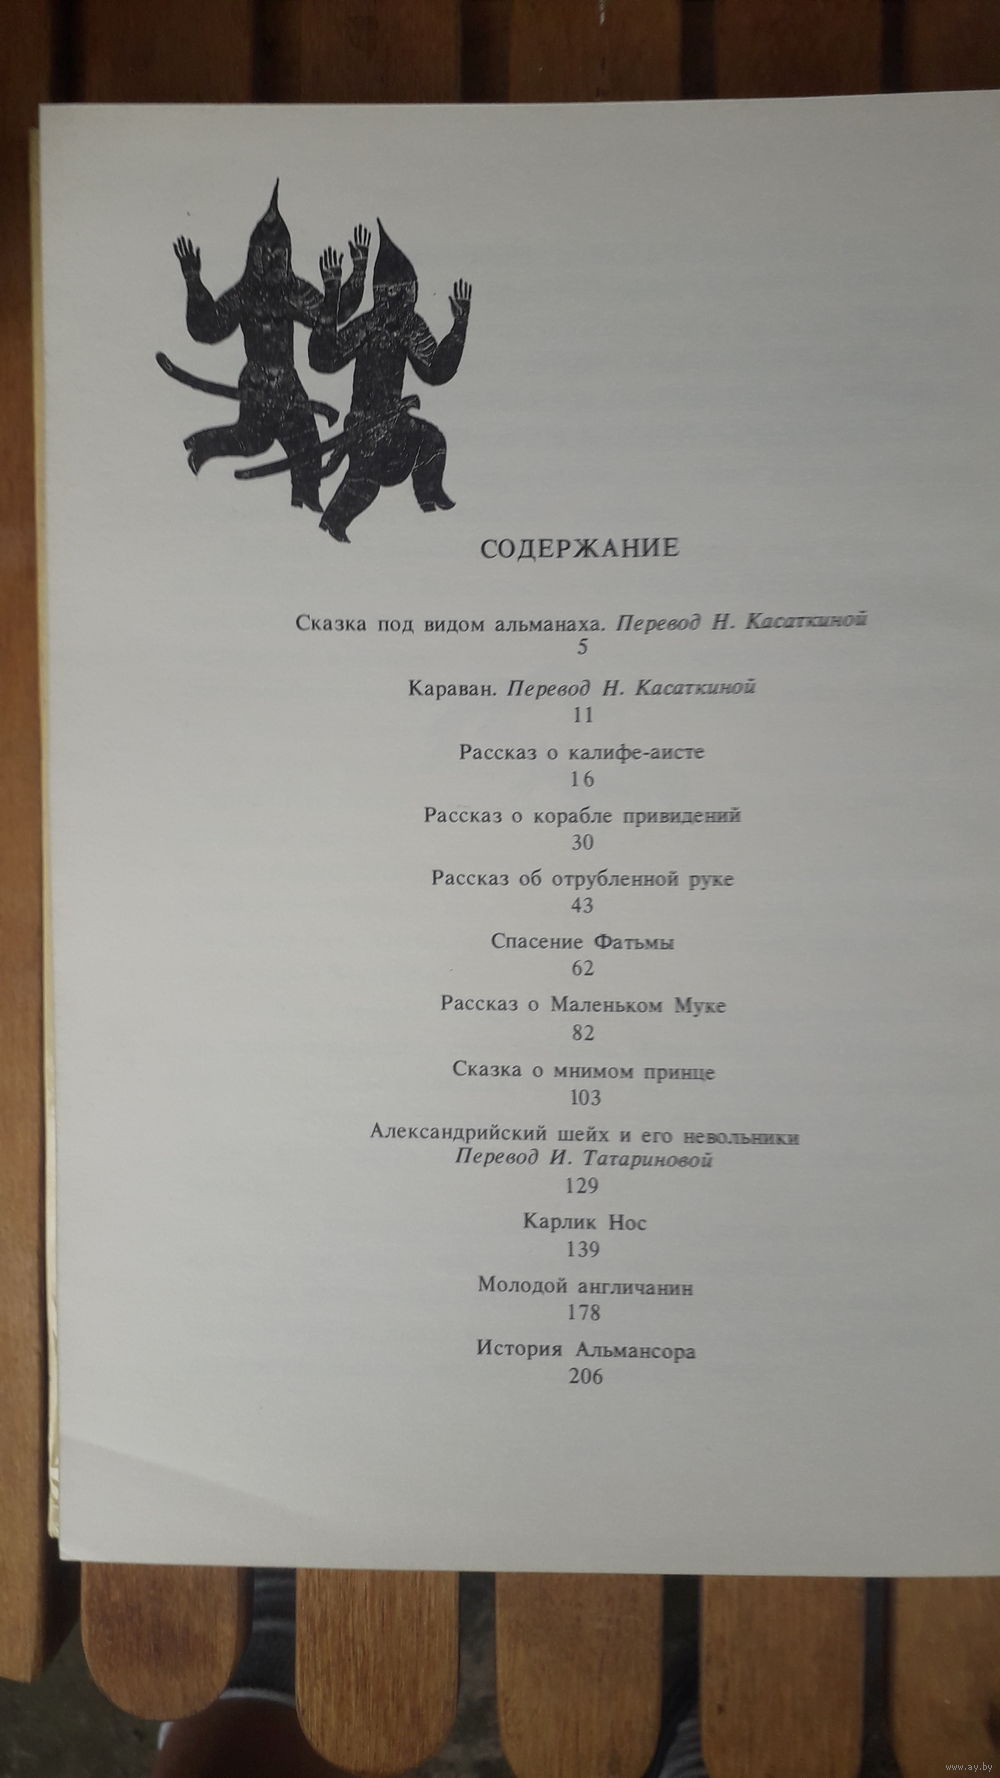 СОДЕРЖАНИЕ
Сказка под видом альманаха. Перевод Н. Касаткиной
5
Караван. Перевод Н. Касаткиной
11
Рассказ о калифе-аисте
16
Рассказ о корабле привидений
30
Рассказ об отрубленной руке
43
Спасение Фатьмы
62
Рассказ о Маленьком Муке
82
Сказка о мнимом принце
103
Александрийский шейх и его невольники
Перевод И. Татариновой
129
Карлик Нос
139
Молодой англичанин
178
История Альмансора
206
www.ay.by